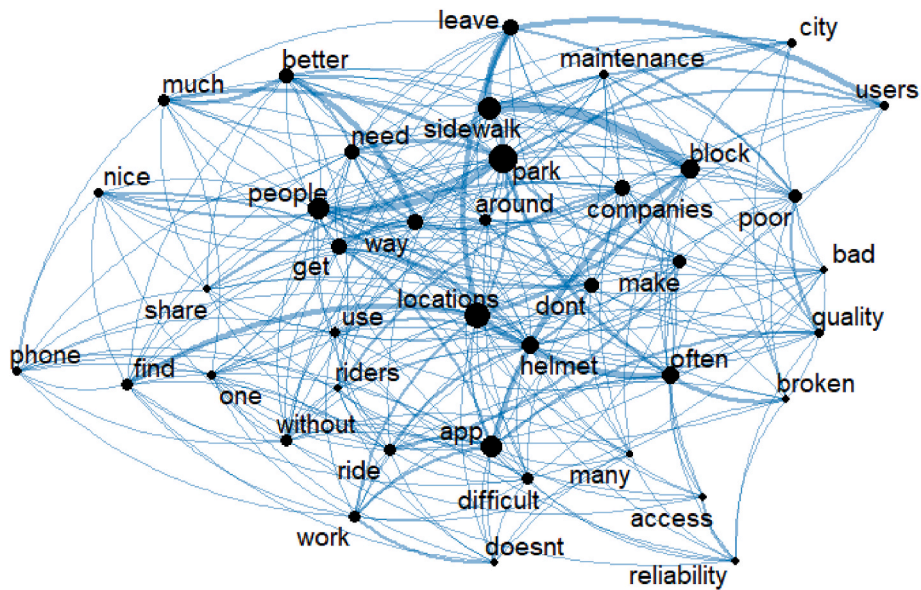 leave
city
better
maintenance
much
users
sidewalk
need
block
park
nice
people
around
companies
poor
way
get
bad
make
share
locations
dont
use
quality
phone
find
helmet
often
riders
one
broken
without
app
ride
many
difficult
access
work
doesnt
reliability